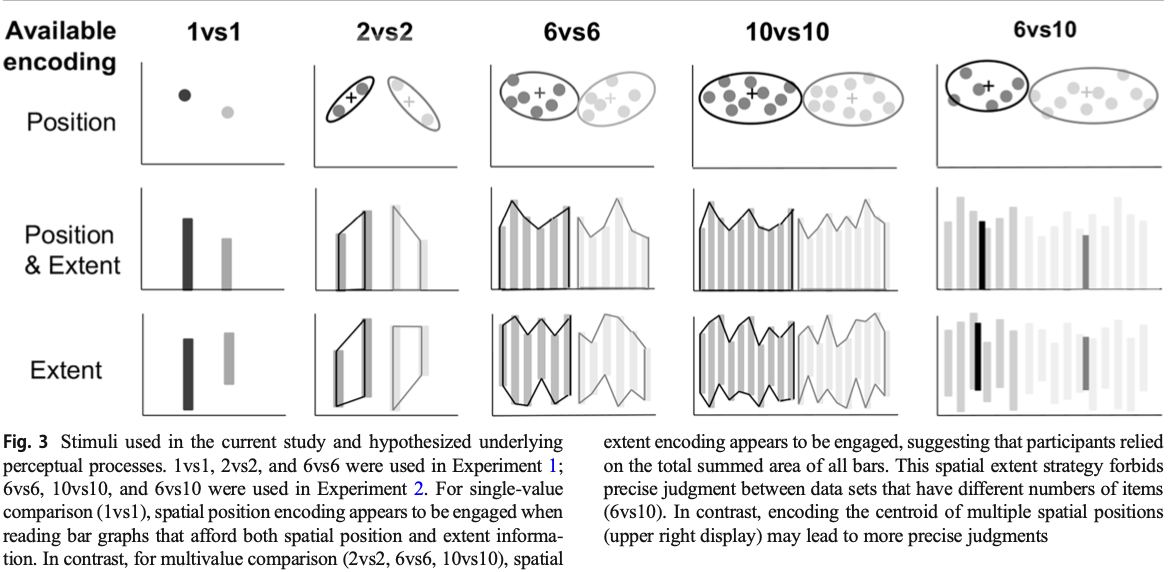 Available encoding
1vs1
2vs2
6vs6
10vs10
6vs10
Position
Position & Extent
Extent
Fig. 3 Stimuli used in the current study and hypothesized underlying
perceptual processes. 1vs1, 2vs2, and 6vs6 were used in Experiment 1;
6vs6, 10vs10, and 6vs10 were used in Experiment 2. For single-value
comparison (1vs1), spatial position encoding appears to be engaged when
reading bar graphs that afford both spatial position and extent informa-
tion. In contrast, for multivalue comparison (2vs2, 6vs6, 10vs10), spatial
extent encoding appears to be engaged, suggesting that participants relied
on the total summed area of all bars. This spatial extent strategy forbids
precise judgment between data sets that have different numbers of items
(6vs10). In contrast, encoding the centroid of multiple spatial positions
(upper right display) may lead to more precise judgments